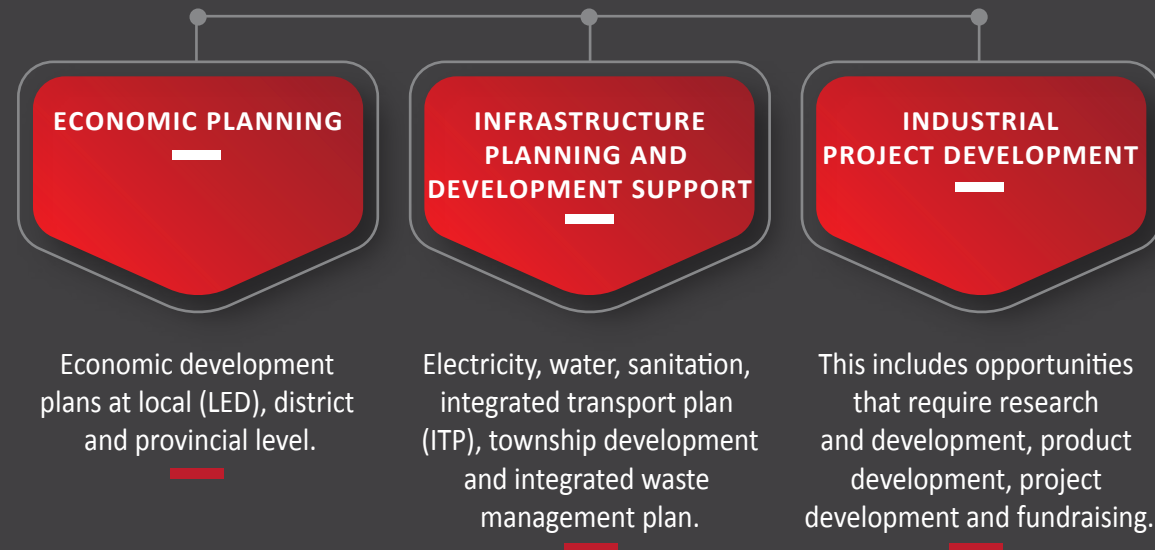 ECONOMIC PLANNING
Economic development
plans at local (LED), district
and provincial level.
INFRASTRUCTURE
PLANNING AND
DEVELOPMENT SUPPORT
Electricity, water, sanitation,
integrated transport plan
(ITP), township development
and integrated waste
management plan.
INDUSTRIAL
PROJECT DEVELOPMENT
This includes opportunities
that require research
and development, product
development, project
development and fundraising.